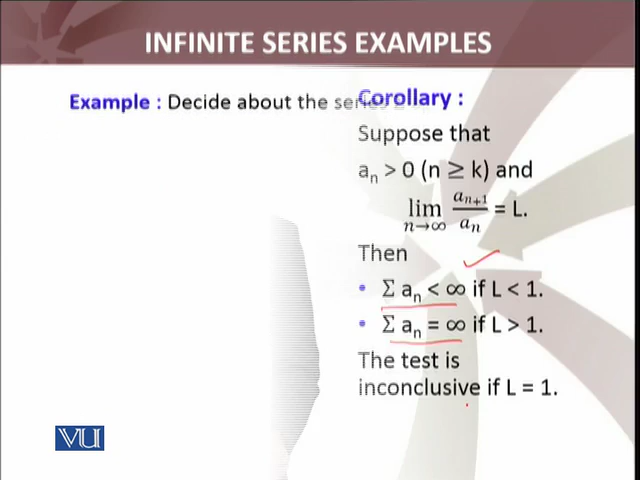 INFINITE SERIES EXAMPLES
Example : Decide about the series
Corollary :
Suppose that
aₙ > 0 (n ≥ k) and
lim n→∞ aₙ₊₁/aₙ = L.
Then
• Σ aₙ < ∞ if L < 1.
• Σ aₙ = ∞ if L > 1.
The test is
inconclusive if L = 1.
VU